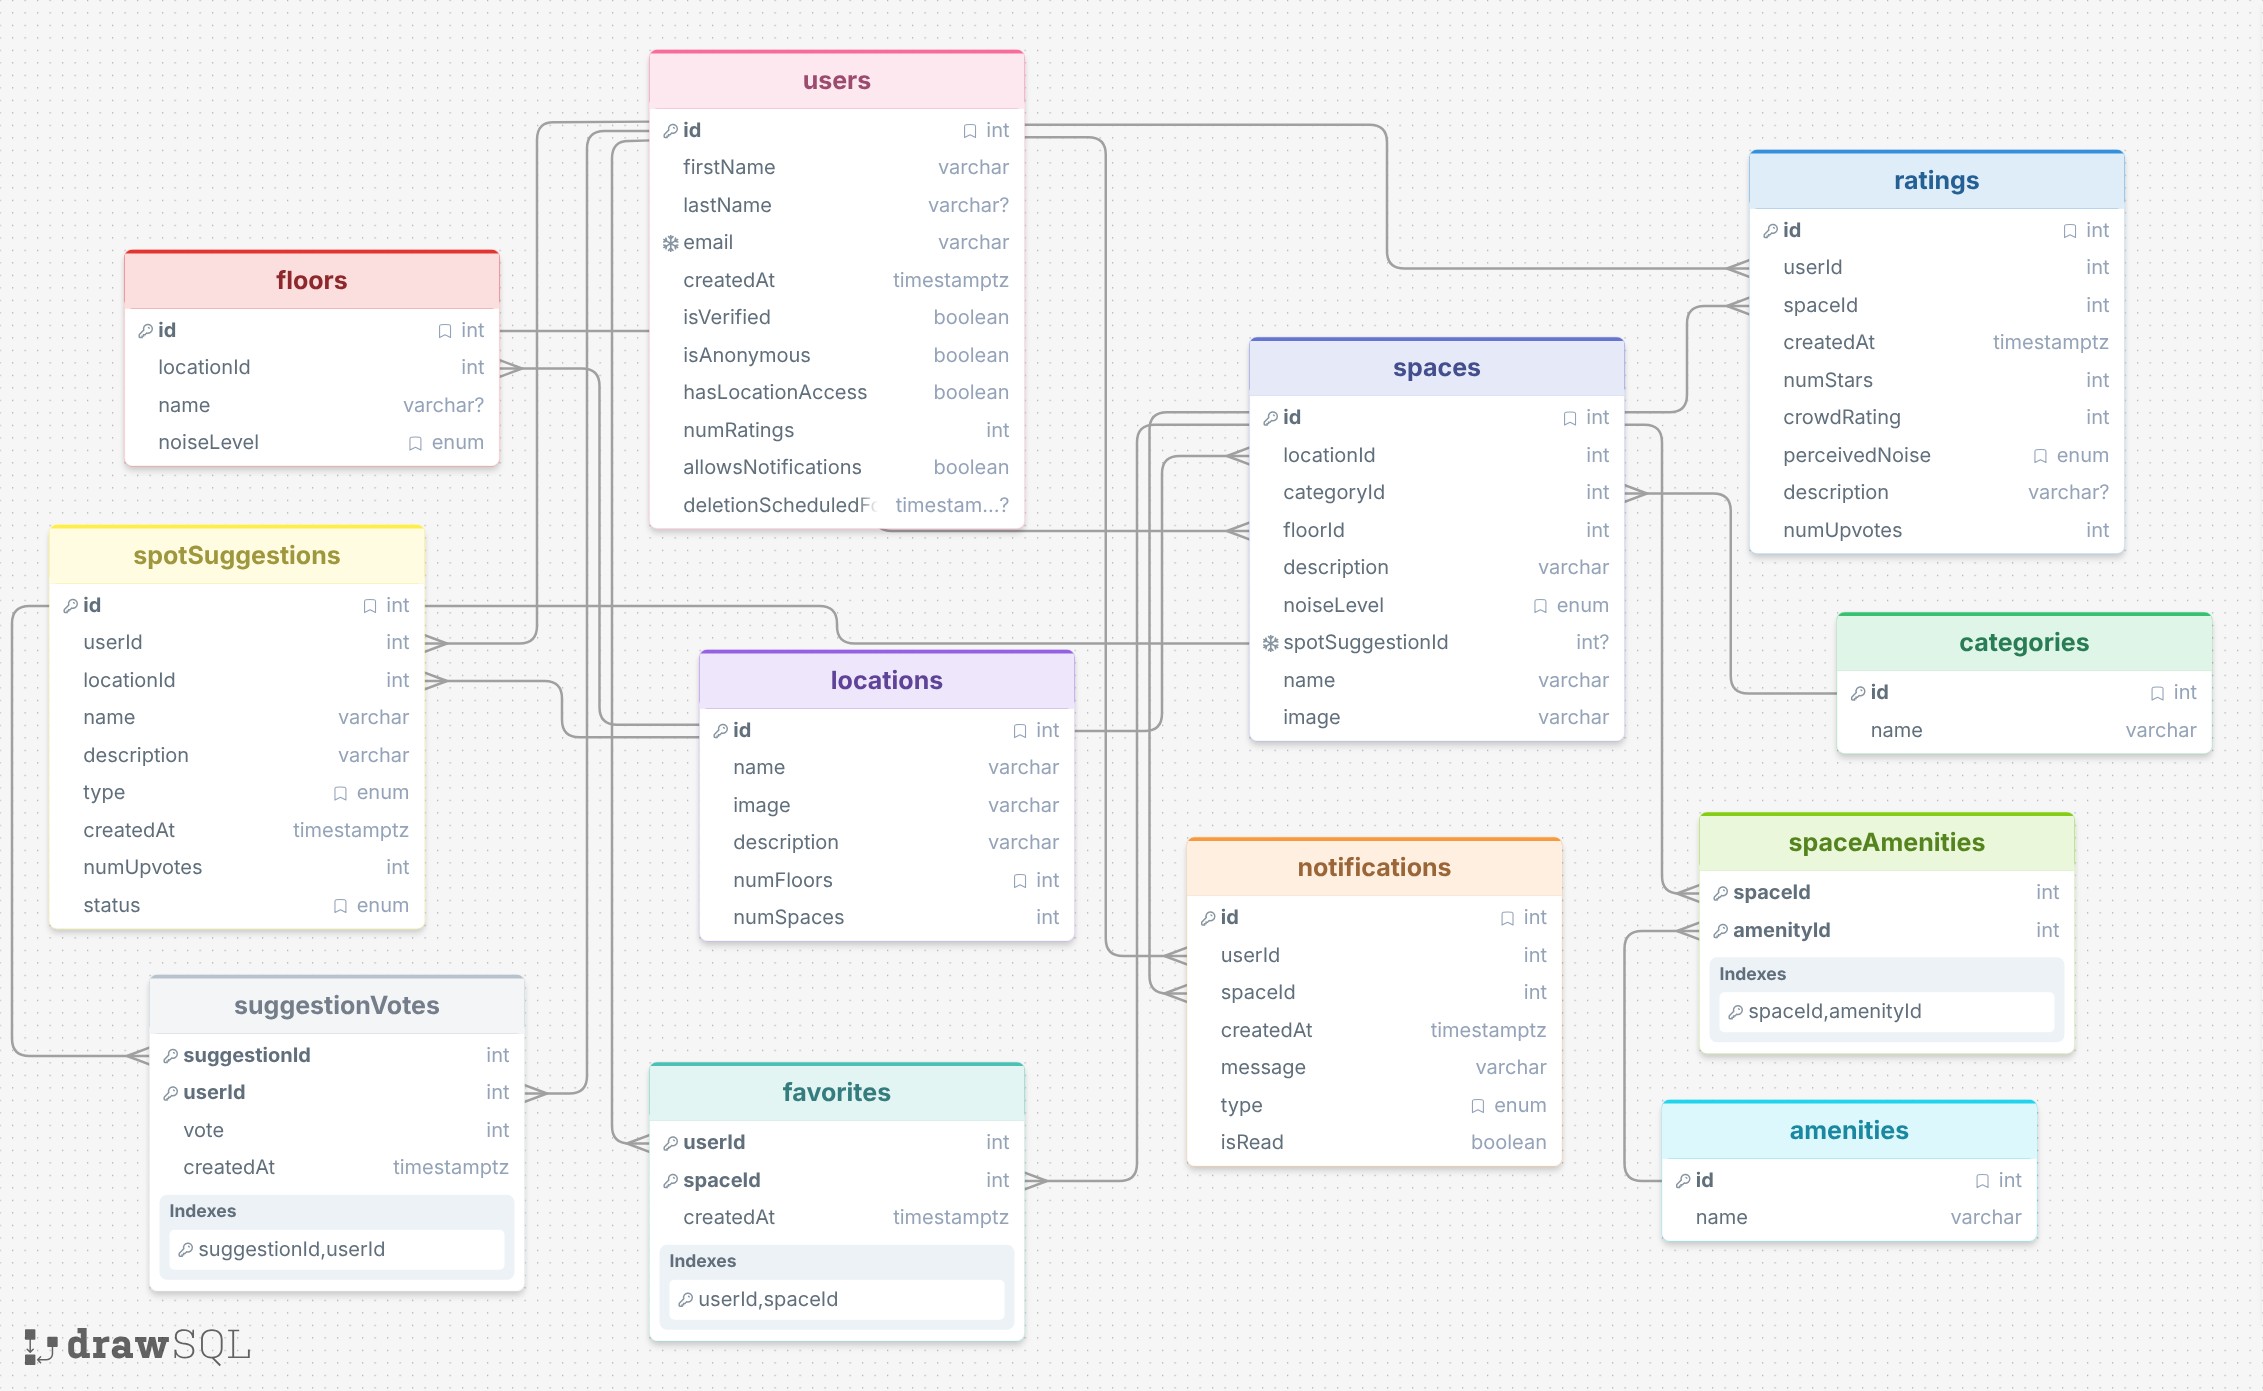 users
id int
firstName varchar
lastName varchar?
email varchar
createdAt timestamptz
isVerified boolean
isAnonymous boolean
hasLocationAccess boolean
numRatings int
allowsNotifications boolean
deletionScheduledFo timestam...?
ratings
id int
userId int
spaceId int
createdAt timestamptz
numStars int
crowdRating int
perceivedNoise enum
description varchar?
numUpvotes int
floors
id int
locationId int
name varchar?
noiseLevel enum
spaces
id int
locationId int
categoryId int
floorId int
description varchar
noiseLevel enum
spotSuggestionId int?
name varchar
image varchar
spotSuggestions
id int
userId int
locationId int
name varchar
description varchar
type enum
createdAt timestamptz
numUpvotes int
status enum
locations
id int
name varchar
image varchar
description varchar
numFloors int
numSpaces int
categories
id int
name varchar
notifications
id int
userId int
spaceId int
createdAt timestamptz
message varchar
type enum
isRead boolean
spaceAmenities
spaceId int
amenityId int
Indexes
spaceId,amenityId
suggestionVotes
suggestionId int
userId int
vote int
createdAt timestamptz
Indexes
suggestionId,userId
favorites
userId int
spaceId int
createdAt timestamptz
Indexes
userId,spaceId
amenities
id int
name varchar
drawSQL